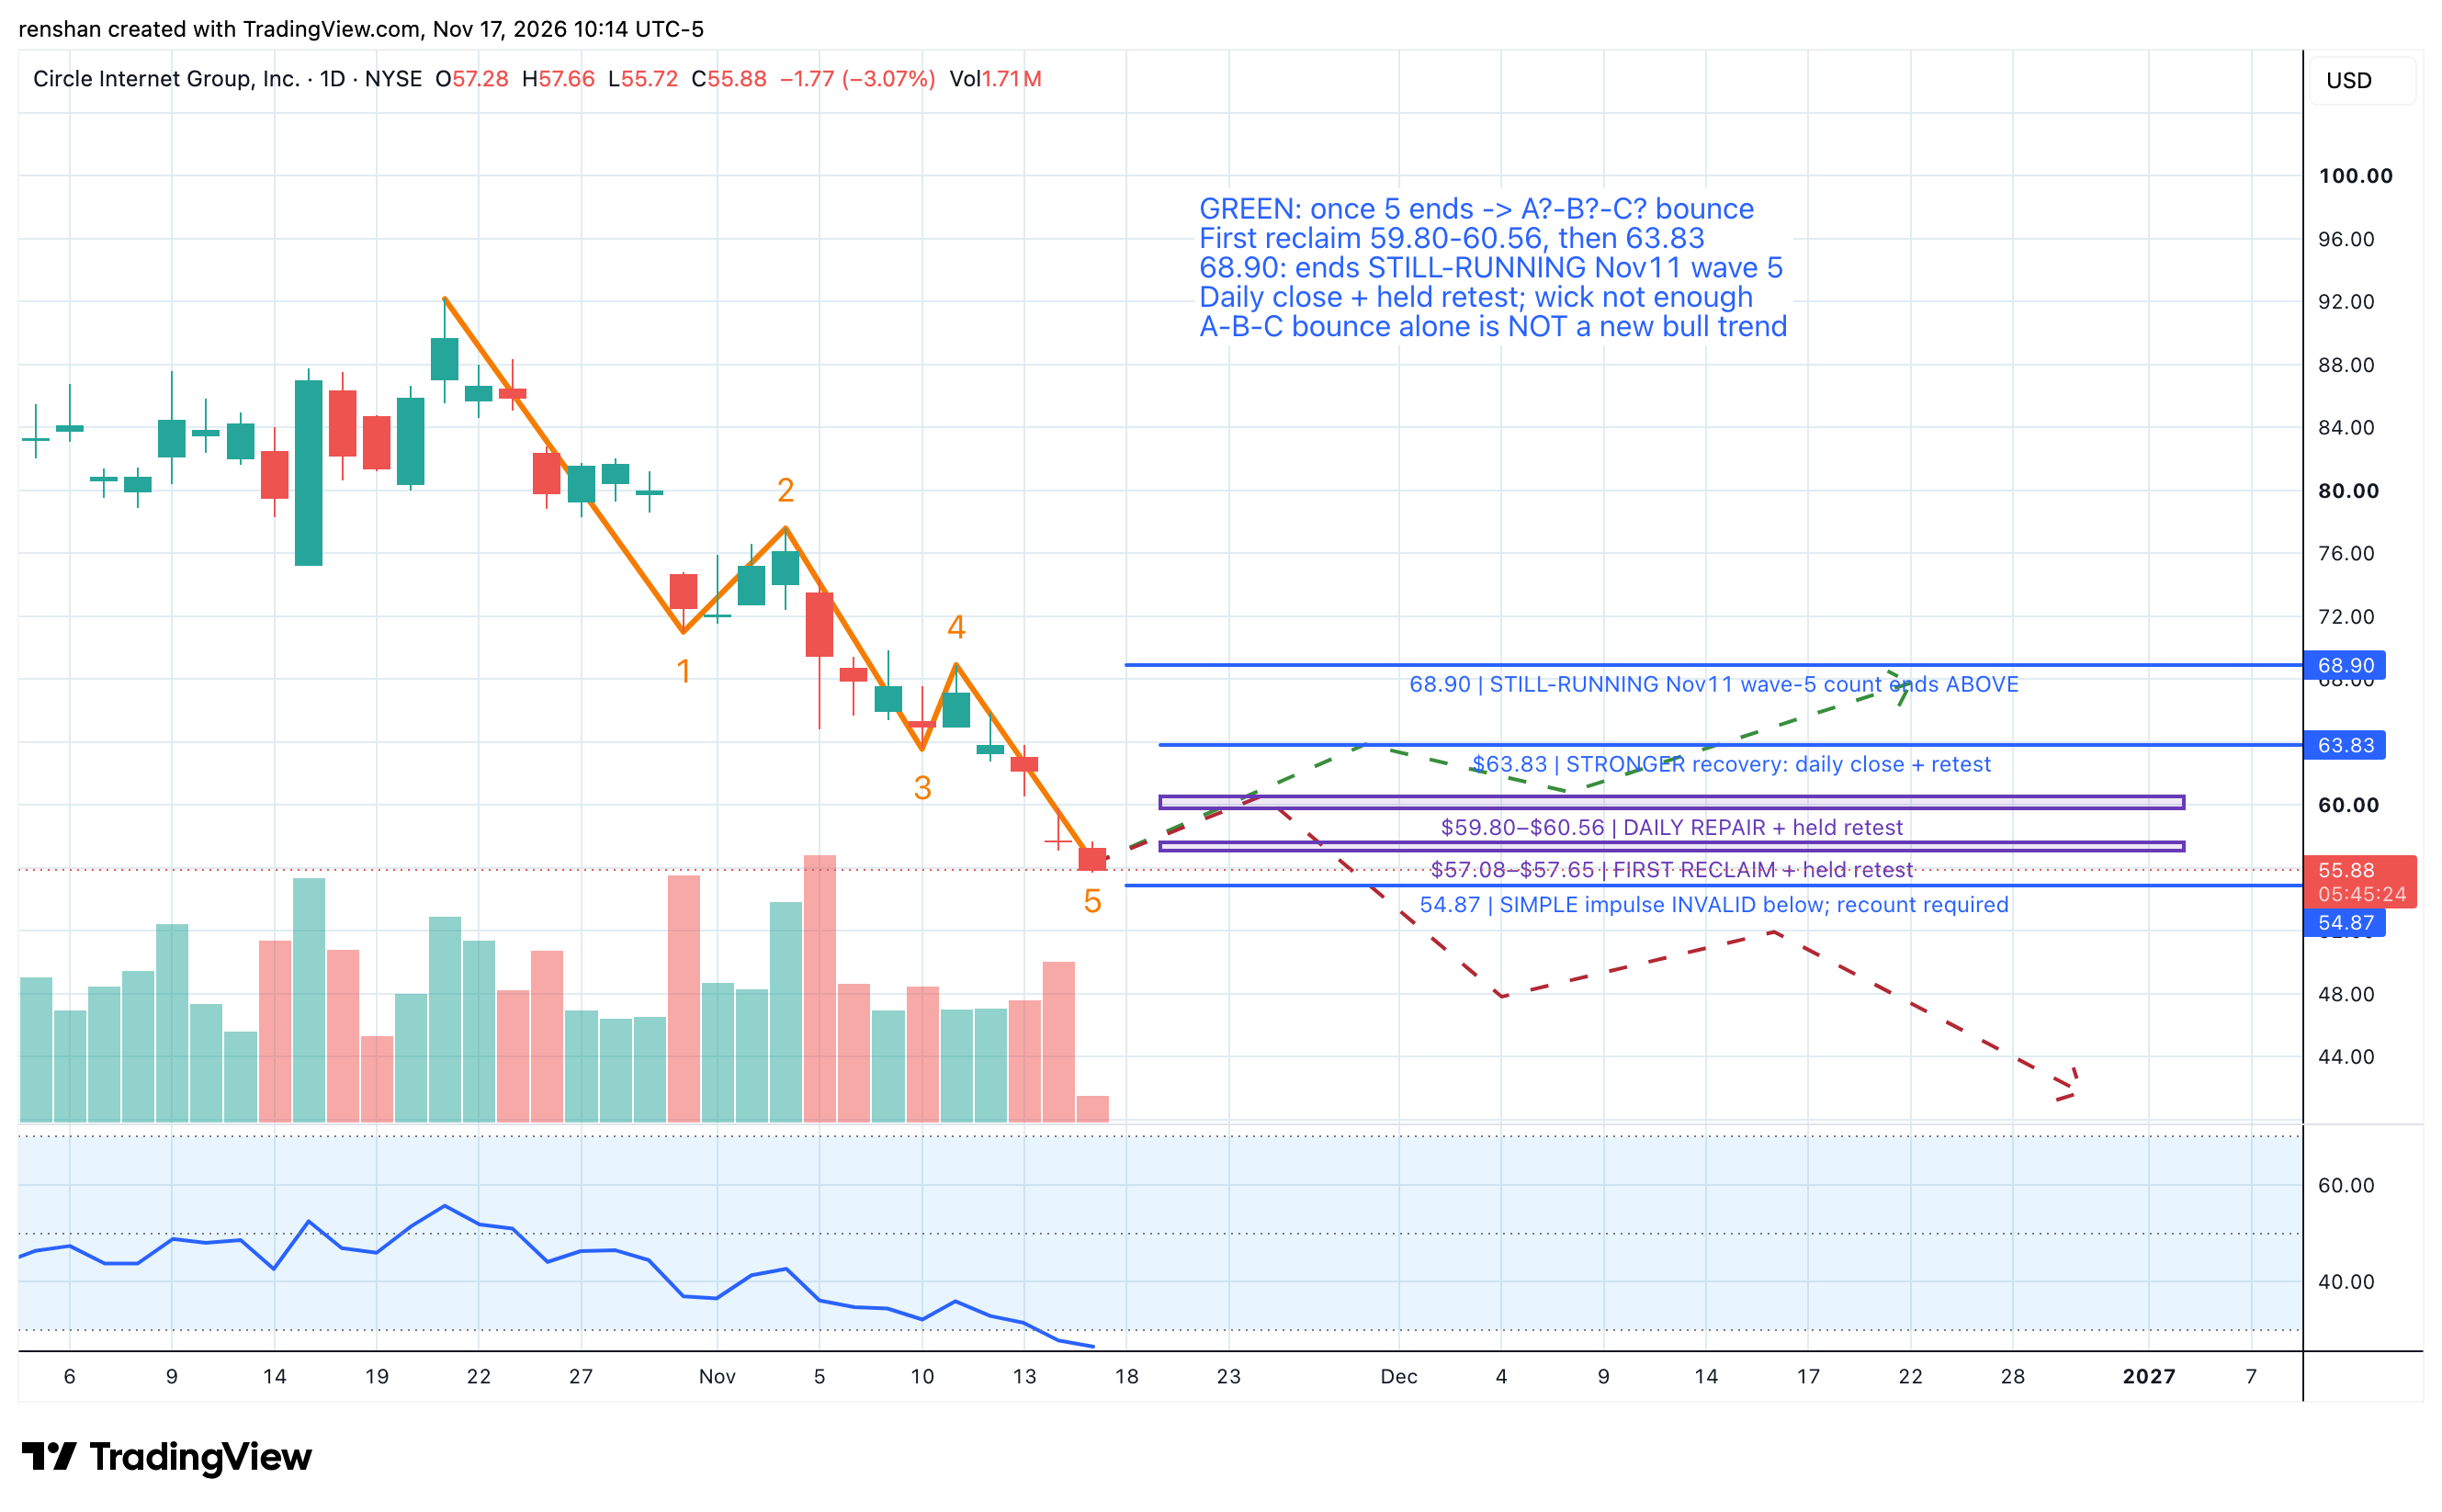 renshan created with TradingView.com, Nov 17, 2026 10:14 UTC-5
Circle Internet Group, Inc. · 1D · NYSE O57.28 H57.66 L55.72 C55.88 −1.77 (−3.07%) Vol1.71M
USD
GREEN: once 5 ends -> A?-B?-C? bounce
First reclaim 59.80-60.56, then 63.83
68.90: ends STILL-RUNNING Nov11 wave 5
Daily close + held retest; wick not enough
A-B-C bounce alone is NOT a new bull trend
100.00
96.00
92.00
88.00
84.00
80.00
76.00
72.00
68.90
68.00
63.83
60.00
55.88
05:45:24
54.87
48.00
44.00
2
1
4
3
5
68.90 | STILL-RUNNING Nov11 wave-5 count ends ABOVE
$63.83 | STRONGER recovery: daily close + retest
$59.80–$60.56 | DAILY REPAIR + held retest
$57.08–$57.65 | FIRST RECLAIM + held retest
54.87 | SIMPLE impulse INVALID below; recount required
60.00
40.00
6 9 14 19 22 27 Nov 5 10 13 18 23 Dec 4 9 14 17 22 28 2027 7
TradingView